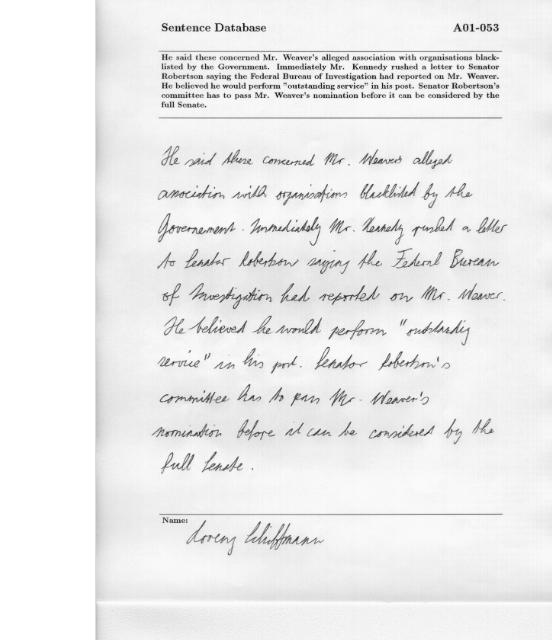 Sentence Database A01-053
He said these concerned Mr. Weaver's alleged association with organisations black-
listed by the Government. Immediately Mr. Kennedy rushed a letter to Senator
Robertson saying the Federal Bureau of Investigation had reported on Mr. Weaver.
He believed he would perform "outstanding service" in his post. Senator Robertson's
committee has to pass Mr. Weaver's nomination before it can be considered by the
full Senate.
He said these concerned Mr. Weavers alleged
association with organisations blacklisted by the
Governement. Immediately Mr. Kennedy rushed a letter
to Senator Robertson saying the Federal Bureau
of Investigation had reported on Mr. Weaver.
He believed he would perform "outstandig
service" in his post. Senator Robertson's
committee has to pass Mr. Weaver's
nomination before it can be considered by the
full Senate.
Name:
Lorenz